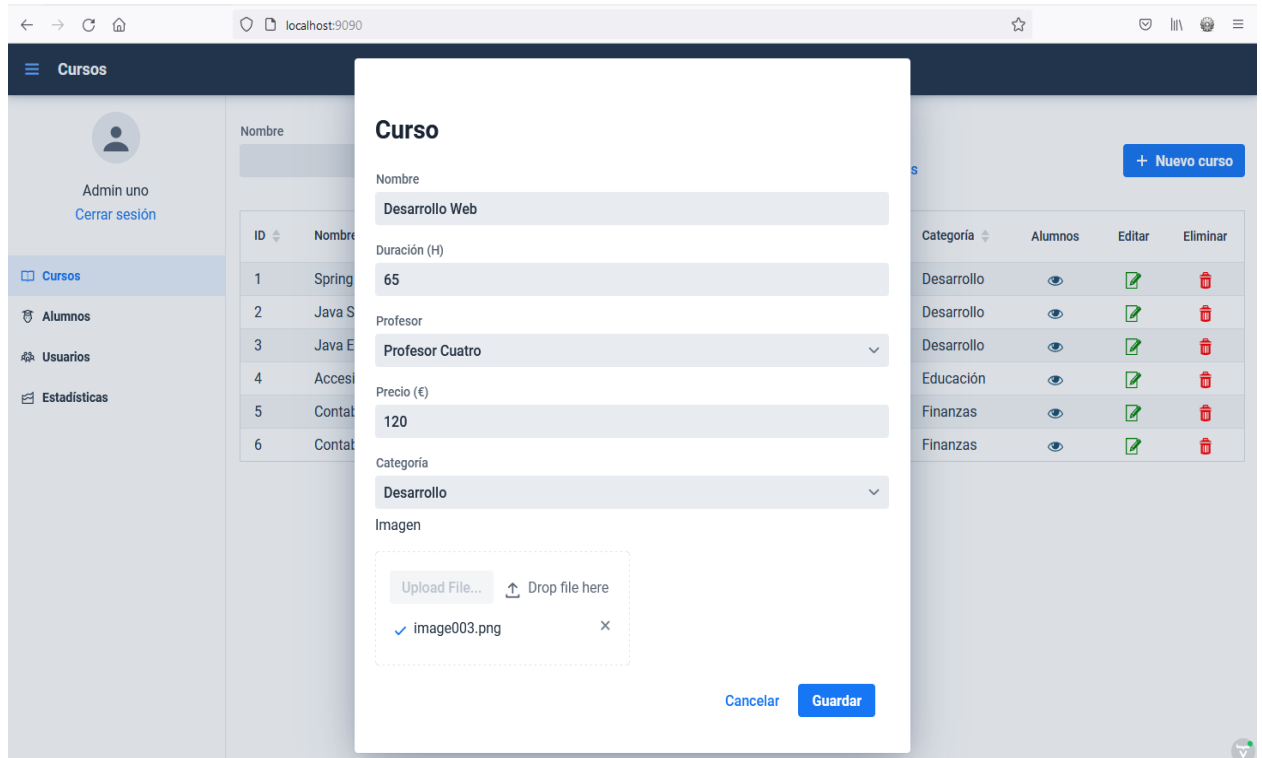 localhost:9090
Cursos
Admin uno
Cerrar sesión
Cursos
Alumnos
Usuarios
Estadísticas
Nombre
+ Nuevo curso
ID Nombre Categoría Alumnos Editar Eliminar
1 Spring Desarrollo
2 Java S Desarrollo
3 Java E Desarrollo
4 Accesi Educación
5 Contab Finanzas
6 Contab Finanzas
Curso
Nombre
Desarrollo Web
Duración (H)
65
Profesor
Profesor Cuatro
Precio (€)
120
Categoría
Desarrollo
Imagen
Upload File... Drop file here
image003.png
Cancelar Guardar